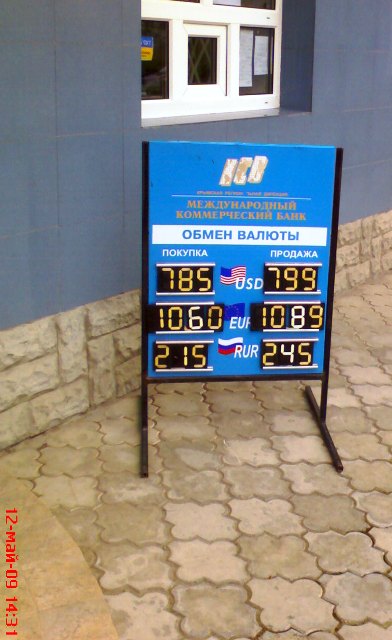 МЕЖДУНАРОДНЫЙ
КОММЕРЧЕСКИЙ БАНК
ОБМЕН ВАЛЮТЫ
ПОКУПКА ПРОДАЖА
785 USD 799
1060 EUR 1089
215 RUR 245
12-май-09 14:31